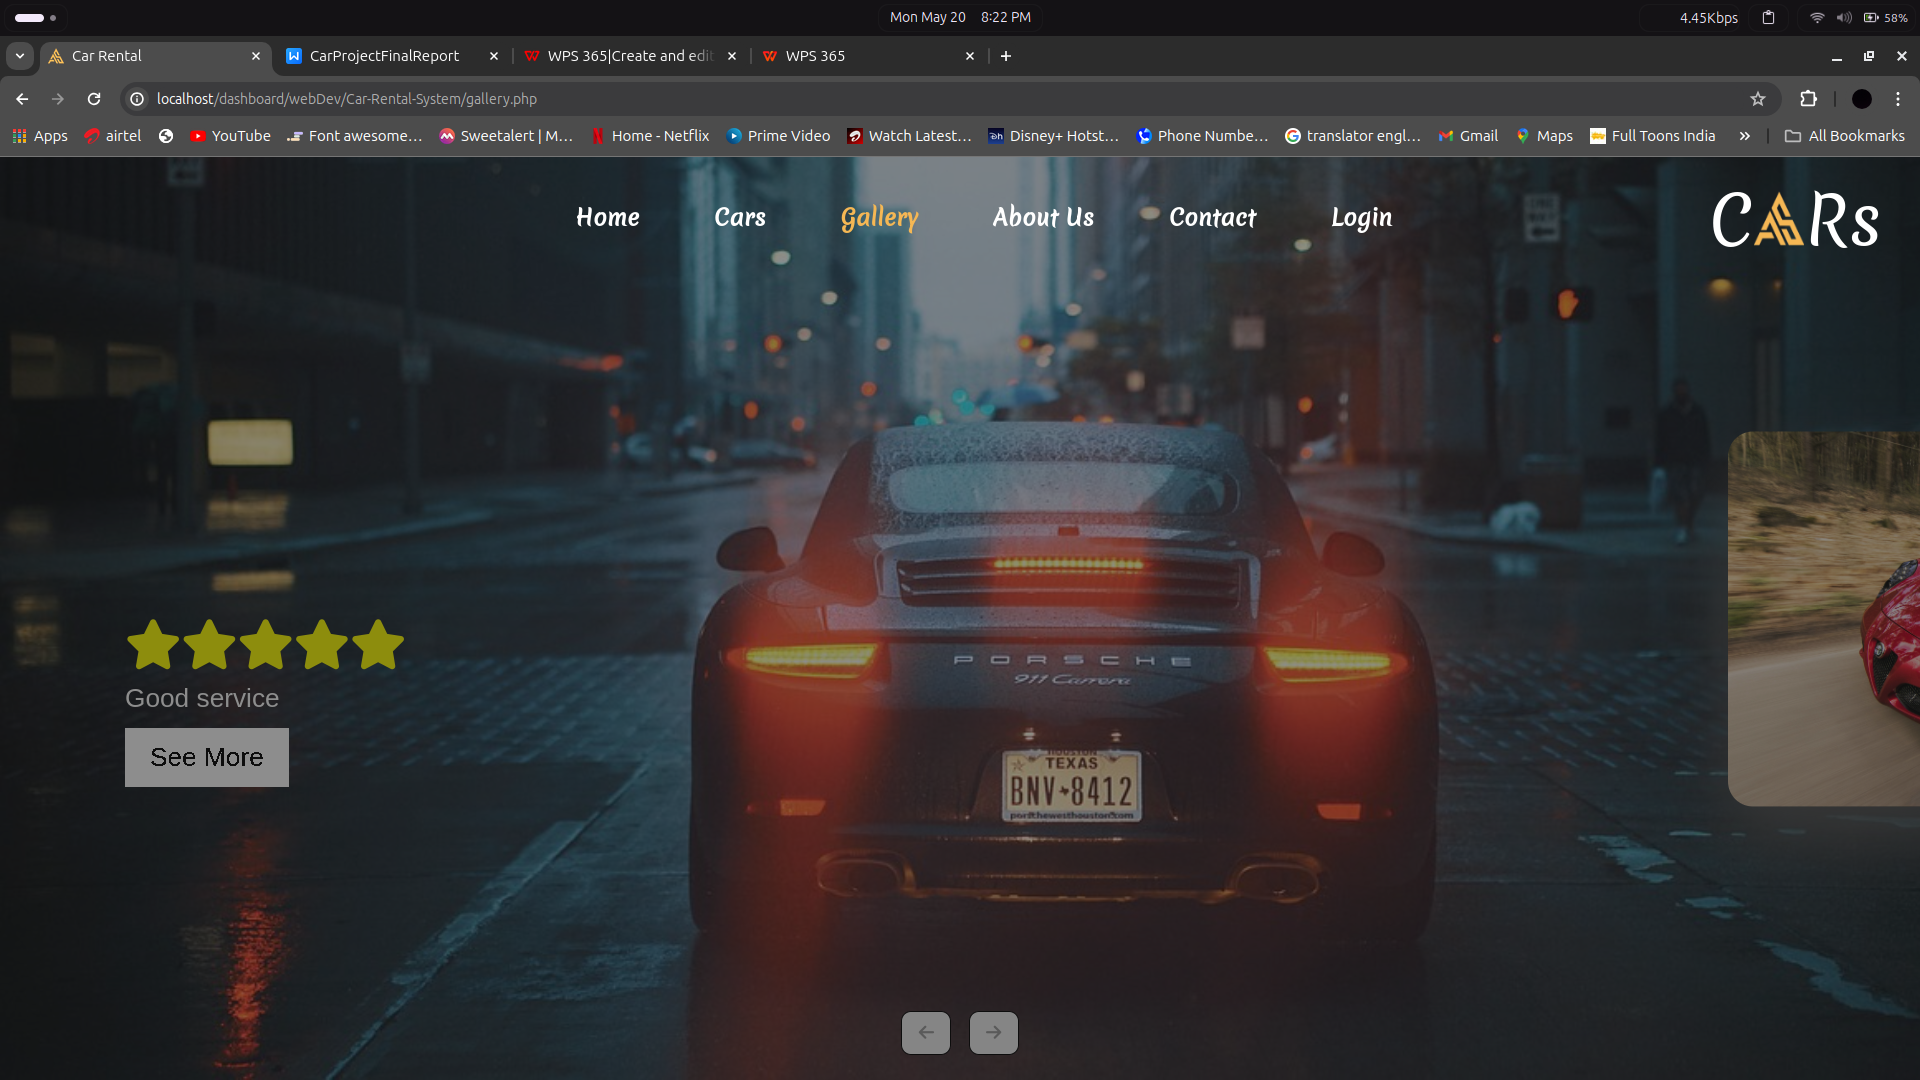 Mon May 20 8:22 PM
4.45Kbps
58%
Car Rental
CarProjectFinalReport
WPS 365|Create and edit
WPS 365
localhost/dashboard/webDev/Car-Rental-System/gallery.php
Apps
airtel
YouTube
Font awesome...
Sweetalert | M...
Home - Netflix
Prime Video
Watch Latest...
Disney+ Hotst...
Phone Numbe...
translator engl...
Gmail
Maps
Full Toons India
All Bookmarks
Home
Cars
Gallery
About Us
Contact
Login
CARs
PORSCHE
911 Carrera
Good service
See More
TEXAS
BNV 8412